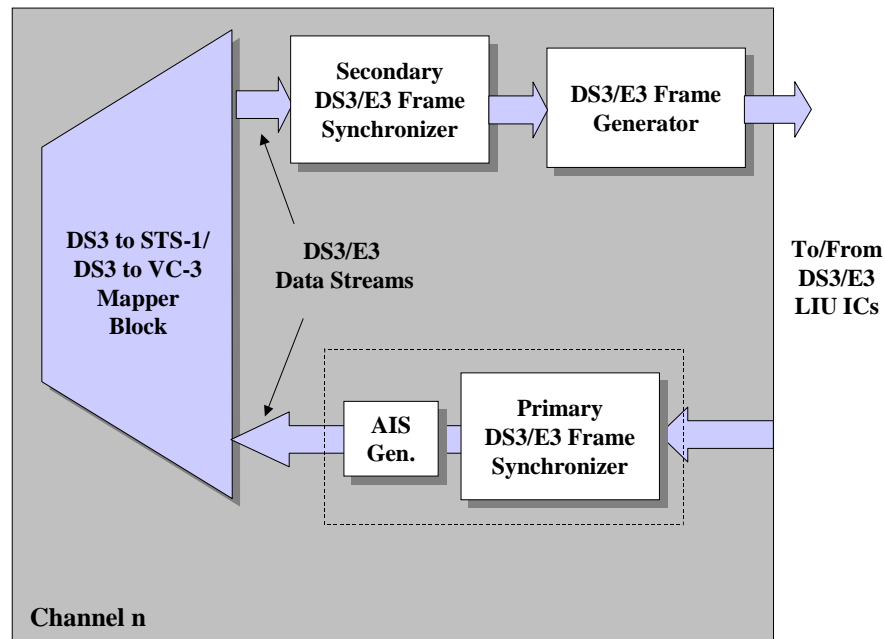 Secondary
DS3/E3 Frame
Synchronizer
DS3/E3 Frame
Generator
DS3 to STS-1/
DS3 to VC-3
Mapper
Block
DS3/E3
Data Streams
To/From
DS3/E3
LIU ICs
AIS
Gen.
Primary
DS3/E3 Frame
Synchronizer
Channel n